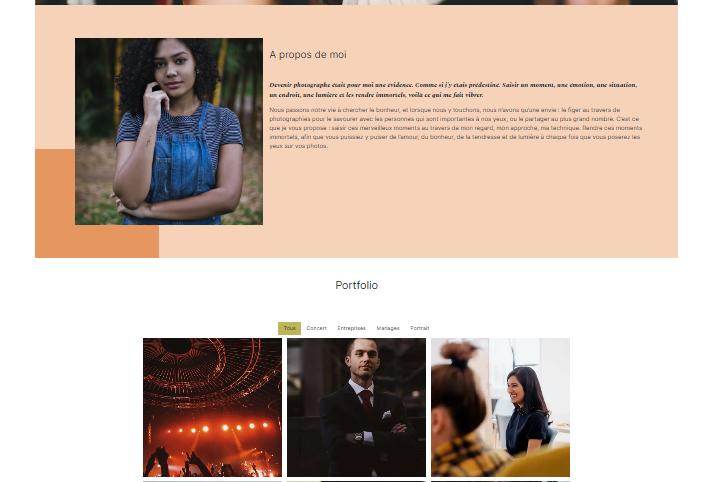 A propos de moi
Devenir photographe était pour moi une évidence. Comme si j'y étais prédestiné. Saisir un moment, une émotion, une situation,
un endroit, une lumière et les rendre immortels, voilà ce qui me fait vibrer.
Nous passons notre vie à chercher le bonheur, et lorsque nous y touchons, nous n'avons qu'une envie : le figer au travers de
photographies pour le savourer avec les personnes qui sont importantes à nos yeux, ou le partager au plus grand nombre. C'est ce
que je vous propose : saisir ces merveilleux moments au travers de mon regard, mon approche, ma technique. Rendre ces moments
immortels, afin que vous puissiez y puiser de l'amour, du bonheur, de la tendresse et de lumière à chaque fois que vous poserez les
yeux sur vos photos.
Portfolio
Tous Concert Entreprises Mariages Portrait